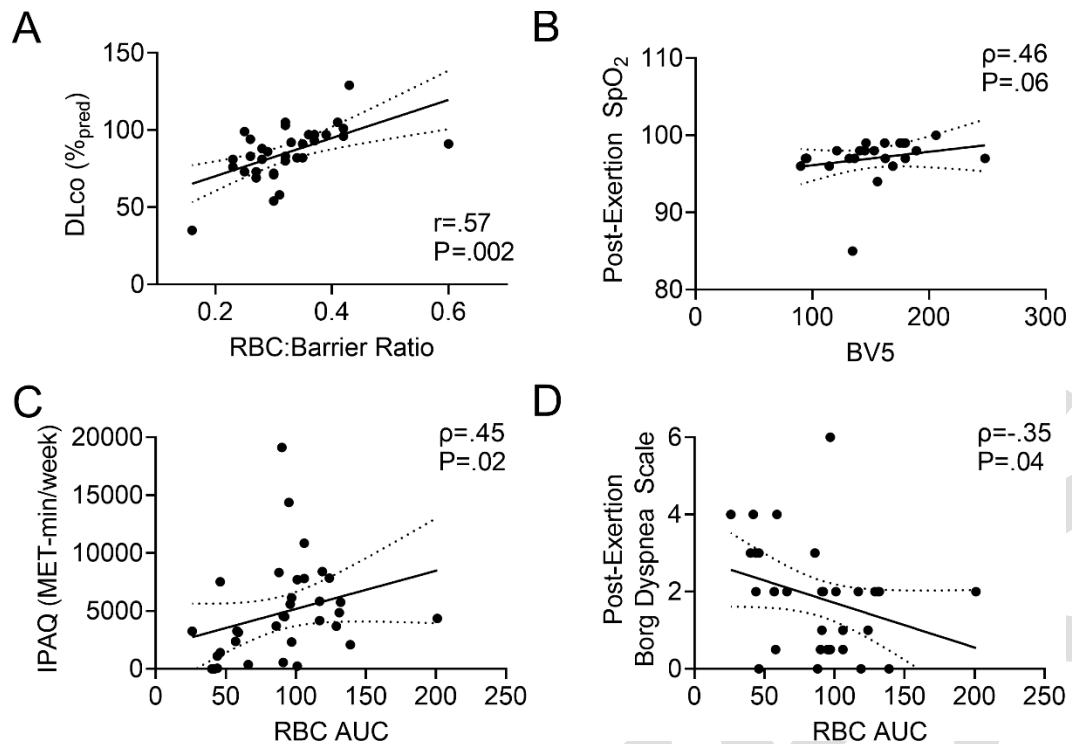 A
DLco (%pred)
150
100
50
0
0.2
0.4
0.6
RBC:Barrier Ratio
r=.57
P=.002
B
Post-Exertion SpO2
110
100
90
80
0
100
200
300
BV5
ρ=.46
P=.06
C
IPAQ (MET-min/week)
20000
15000
10000
5000
0
0
50
100
150
200
250
RBC AUC
ρ=.45
P=.02
D
Post-Exertion
Borg Dyspnea Scale
6
4
2
0
0
50
100
150
200
250
RBC AUC
ρ=-.35
P=.04